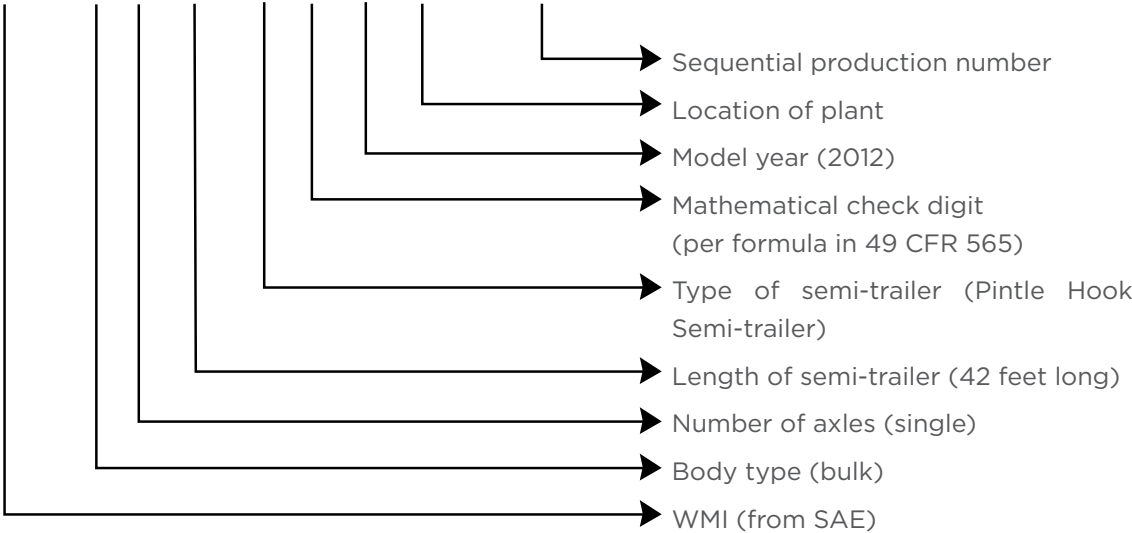 Sequential production number
Location of plant
Model year (2012)
Mathematical check digit
(per formula in 49 CFR 565)
Type of semi-trailer (Pintle Hook
Semi-trailer)
Length of semi-trailer (42 feet long)
Number of axles (single)
Body type (bulk)
WMI (from SAE)